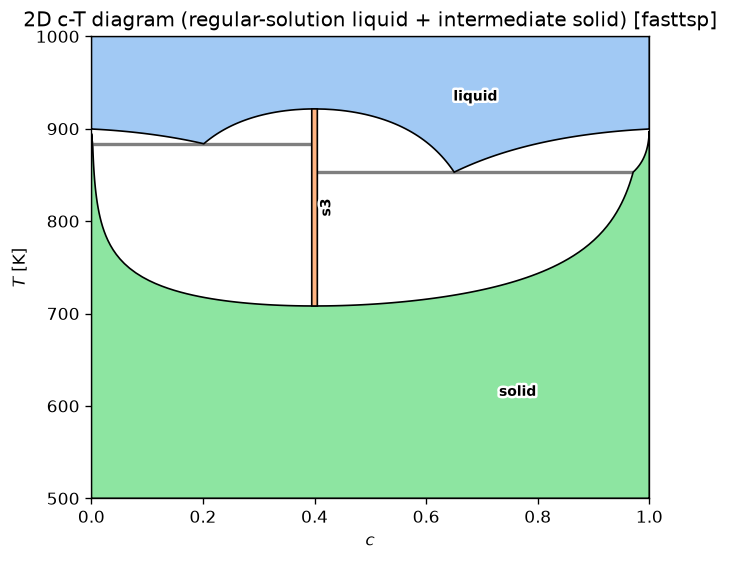 2D c-T diagram (regular-solution liquid + intermediate solid) [fasttsp]
1000
900
800
700
600
500
T [K]
liquid
s3
solid
0.0 0.2 0.4 0.6 0.8 1.0
c